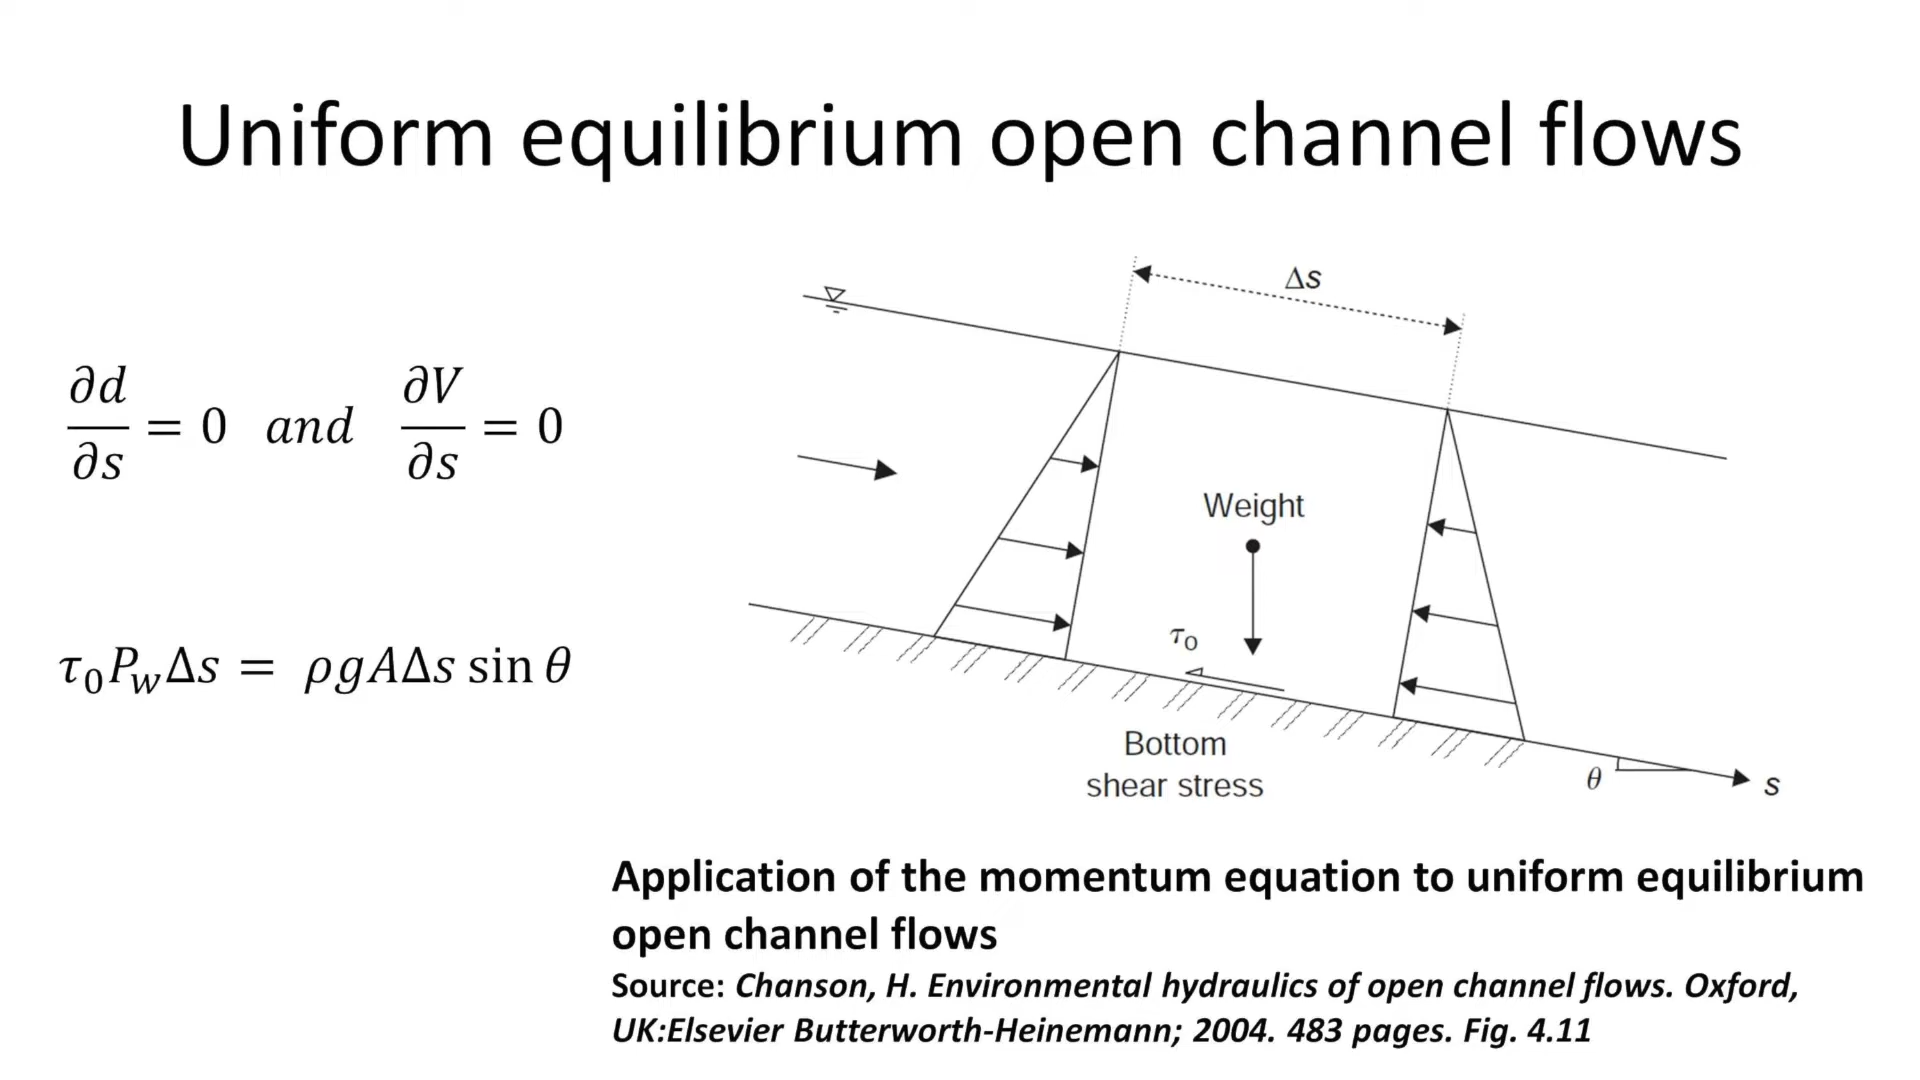 Uniform equilibrium open channel flows
∂d/∂s = 0 and ∂V/∂s = 0
τ₀P_wΔs = ρgAΔs sin θ
Δs
Weight
τ₀
Bottom
shear stress
θ
s
Application of the momentum equation to uniform equilibrium
open channel flows
Source: Chanson, H. Environmental hydraulics of open channel flows. Oxford,
UK:Elsevier Butterworth-Heinemann; 2004. 483 pages. Fig. 4.11